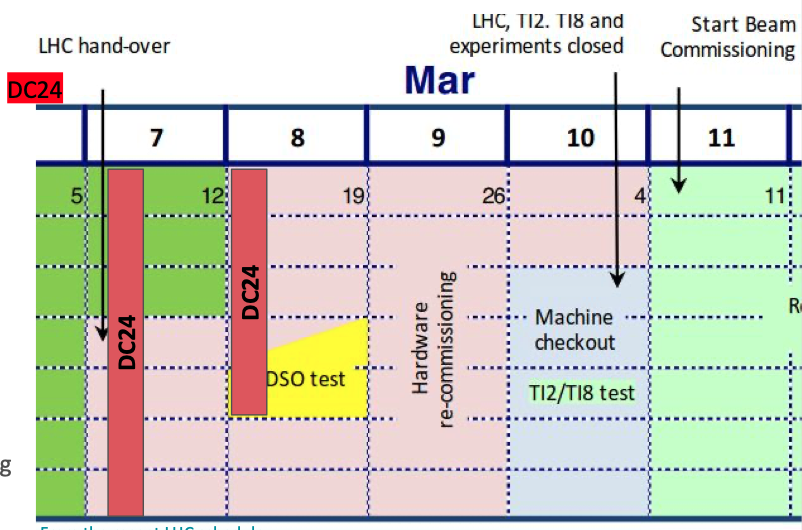 LHC, TI2. TI8 and
experiments closed
Start Beam
Commissioning
LHC hand-over
DC24
Mar
7 8 9 10 11
5 12 19 26 4 11
DC24
DC24
DSO test
Hardware
re-commissioning
Machine
checkout
TI2/TI8 test
g